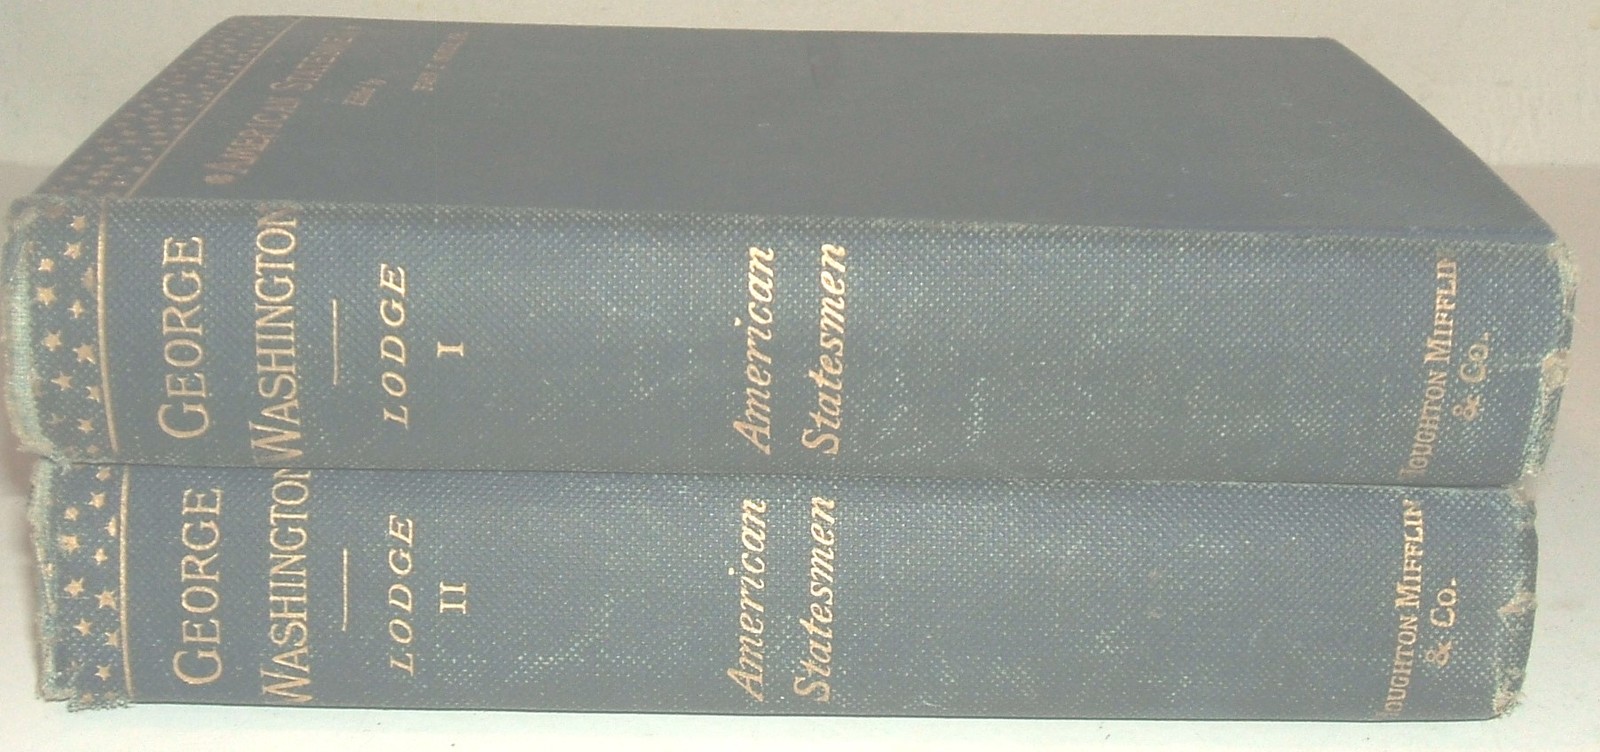 AMERICAN STATESMEN
GEORGE
WASHINGTON
LODGE
I
American
Statesmen
HOUGHTON MIFFLIN
& Co.
GEORGE
WASHINGTON
LODGE
II
American
Statesmen
HOUGHTON MIFFLIN
& Co.